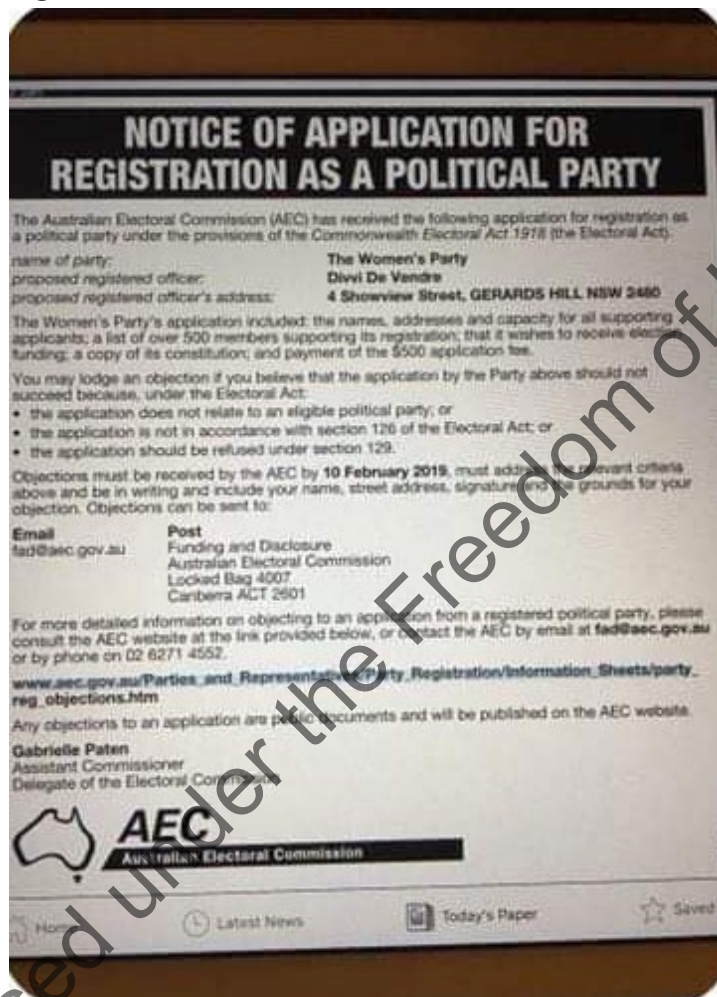 NOTICE OF APPLICATION FOR
REGISTRATION AS A POLITICAL PARTY
The Australian Electoral Commission (AEC) has received the following application for registration as
a political party under the provisions of the Commonwealth Electoral Act 1918 (the Electoral Act).
name of party: The Women's Party
proposed registered officer: Divvi De Vendre
proposed registered officer's address: 4 Showview Street, GERARDS HILL NSW 2480
The Women's Party's application included: the names, addresses and capacity for all supporting
applicants; a list of over 500 members supporting its registration; that it wishes to receive election
funding; a copy of its constitution; and payment of the $500 application fee.
You may lodge an objection if you believe that the application by the Party above should not
succeed because, under the Electoral Act:
• the application does not relate to an eligible political party; or
• the application is not in accordance with section 126 of the Electoral Act; or
• the application should be refused under section 129.
Objections must be received by the AEC by 10 February 2019, must address the relevant criteria
above and be in writing and include your name, street address, signature and the grounds for your
objection. Objections can be sent to:
Email Post
fad@aec.gov.au Funding and Disclosure
Australian Electoral Commission
Locked Bag 4007
Canberra ACT 2601
For more detailed information on objecting to an application from a registered political party, please
consult the AEC website at the link provided below, or contact the AEC by email at fad@aec.gov.au
or by phone on 02 6271 4552.
www.aec.gov.au/Parties_and_Representatives/Party_Registration/Information_Sheets/party_
reg_objections.htm
Any objections to an application are public documents and will be published on the AEC website.
Gabrielle Paten
Assistant Commissioner
Delegate of the Electoral Commission
AEC
Australian Electoral Commission
Home Latest News Today's Paper Saved
sed under the Freedom of